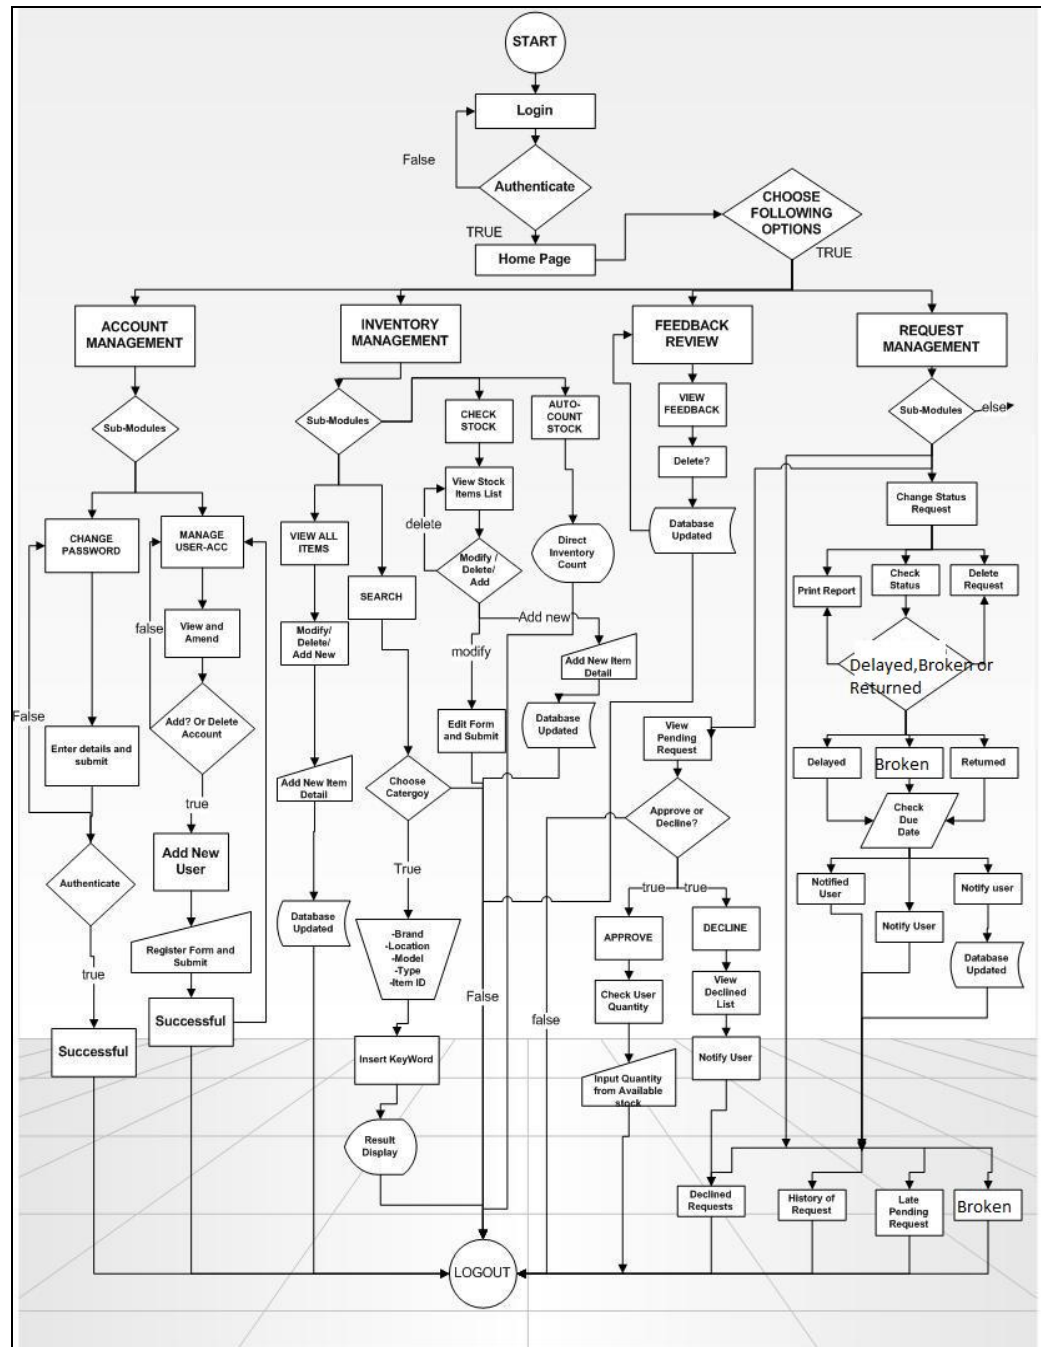 START
Login
False
Authenticate
TRUE
Home Page
CHOOSE
FOLLOWING
OPTIONS
TRUE
ACCOUNT
MANAGEMENT
INVENTORY
MANAGEMENT
FEEDBACK
REVIEW
REQUEST
MANAGEMENT
Sub-Modules
CHANGE
PASSWORD
MANAGE
USER-ACC
false
View and
Amend
False
Add? Or Delete
Account
Enter details and
submit
true
Add New
User
Authenticate
Register Form and
Submit
true
Successful
Successful
Sub-Modules
CHECK
STOCK
AUTO-
COUNT
STOCK
View Stock
Items List
delete
VIEW ALL
ITEMS
Modify /
Delete/
Add
Direct
Inventory
Count
SEARCH
Add new
Modify/
Delete/
Add New
modify
Add New Item
Detail
Edit Form
and Submit
Database
Updated
Add New Item
Detail
Choose
Catergoy
True
Database
Updated
-Brand
-Location
-Model
-Type
-Item ID
False
Insert KeyWord
Result
Display
VIEW
FEEDBACK
Delete?
Database
Updated
Sub-Modules
else
Change Status
Request
Print Report
Check
Status
Delete
Request
Delayed,Broken or
Returned
View
Pending
Request
Delayed
Broken
Returned
Approve or
Decline?
Check
Due
Date
true
true
Notified
User
Notify User
Notify user
APPROVE
DECLINE
Database
Updated
Check User
Quantity
View
Declined
List
false
Input Quantity
from Available
stock
Notify User
Declined
Requests
History of
Request
Late
Pending
Request
Broken
LOGOUT